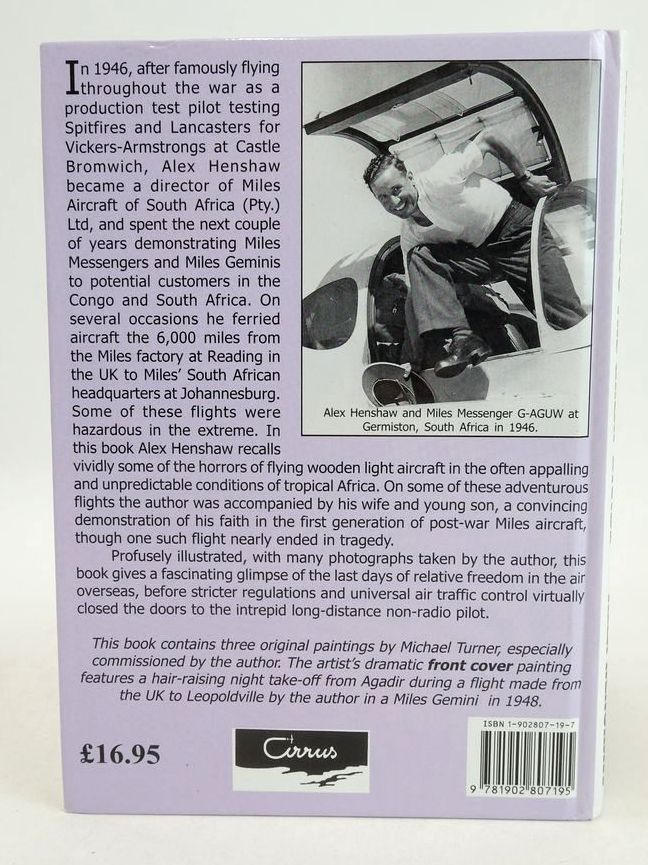 In 1946, after famously flying
throughout the war as a
production test pilot testing
Spitfires and Lancasters for
Vickers-Armstrongs at Castle
Bromwich, Alex Henshaw
became a director of Miles
Aircraft of South Africa (Pty.)
Ltd, and spent the next couple
of years demonstrating Miles
Messengers and Miles Geminis
to potential customers in the
Congo and South Africa. On
several occasions he ferried
aircraft the 6,000 miles from
the Miles factory at Reading in
the UK to Miles’ South African
headquarters at Johannesburg.
Some of these flights were
hazardous in the extreme. In
this book Alex Henshaw recalls
vividly some of the horrors of flying wooden light aircraft in the often appalling
and unpredictable conditions of tropical Africa. On some of these adventurous
flights the author was accompanied by his wife and young son, a convincing
demonstration of his faith in the first generation of post-war Miles aircraft,
though one such flight nearly ended in tragedy.
Profusely illustrated, with many photographs taken by the author, this
book gives a fascinating glimpse of the last days of relative freedom in the air
overseas, before stricter regulations and universal air traffic control virtually
closed the doors to the intrepid long-distance non-radio pilot.
Alex Henshaw and Miles Messenger G-AGUW at
Germiston, South Africa in 1946.
This book contains three original paintings by Michael Turner, especially
commissioned by the author. The artist’s dramatic front cover painting
features a hair-raising night take-off from Agadir during a flight made from
the UK to Leopoldville by the author in a Miles Gemini in 1948.
£16.95
Cirrus
ISBN 1-902807-19-7
9 781902 807195